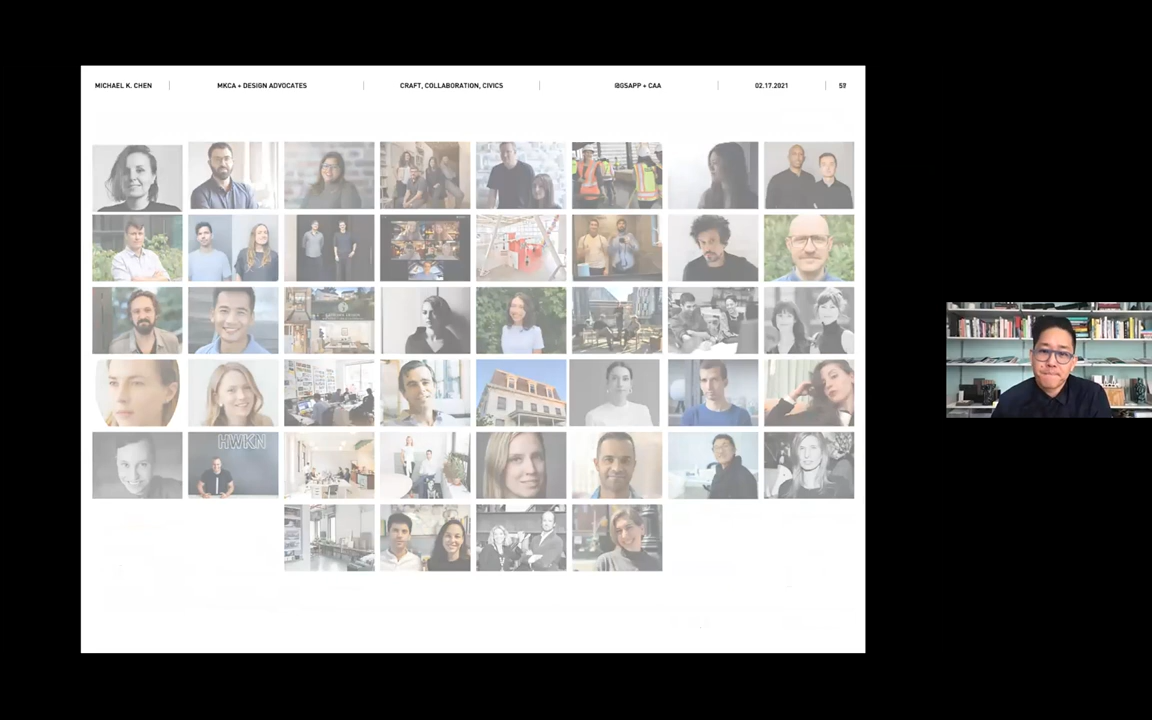 MICHAEL K. CHEN
MKCA + DESIGN ADVOCATES
CRAFT, COLLABORATION, CIVICS
@GSAPP + CAA
02.17.2021
HWKN